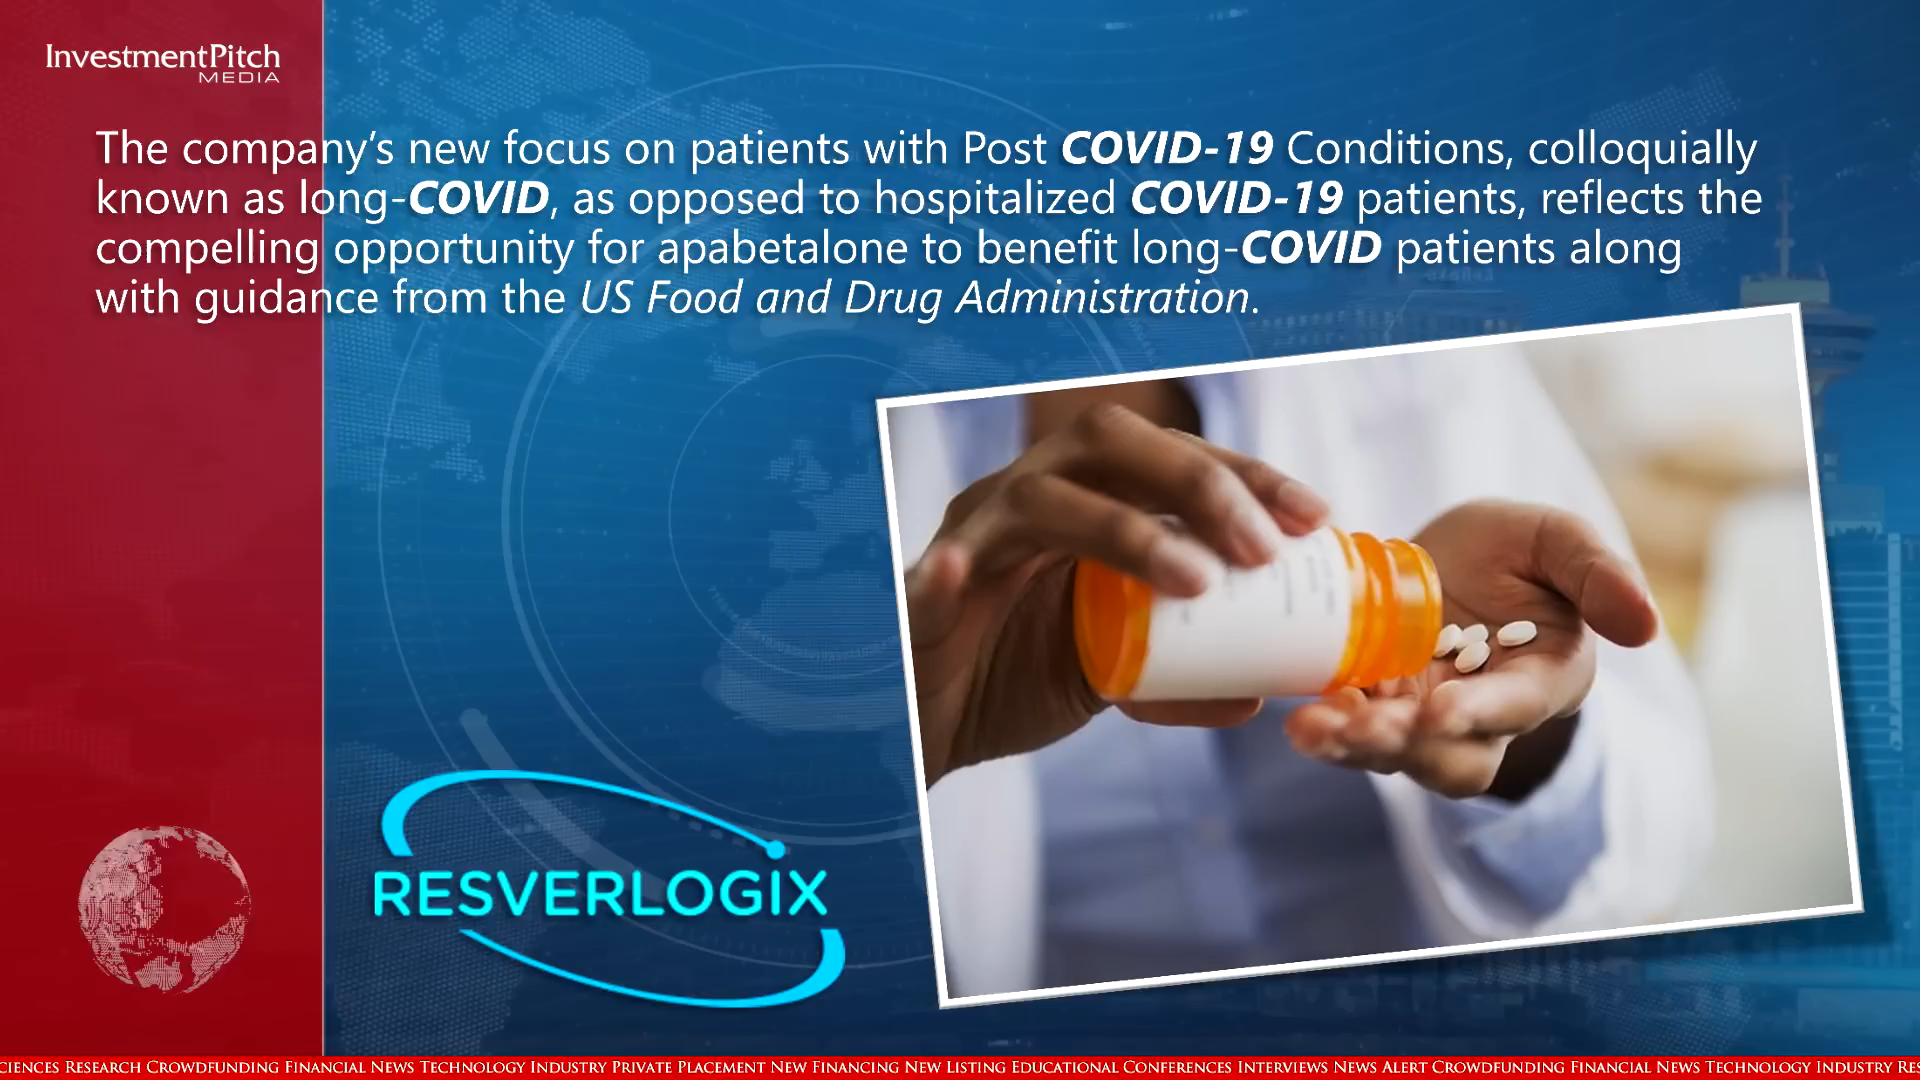 InvestmentPitch
MEDIA
The company's new focus on patients with Post COVID-19 Conditions, colloquially
known as long-COVID, as opposed to hospitalized COVID-19 patients, reflects the
compelling opportunity for apabetalone to benefit long-COVID patients along
with guidance from the US Food and Drug Administration.
RESVERLOGIX
CIENCES RESEARCH CROWDFUNDING FINANCIAL NEWS TECHNOLOGY INDUSTRY PRIVATE PLACEMENT NEW FINANCING NEW LISTING EDUCATIONAL CONFERENCES INTERVIEWS NEWS ALERT CROWDFUNDING FINANCIAL NEWS TECHNOLOGY INDUSTRY RES